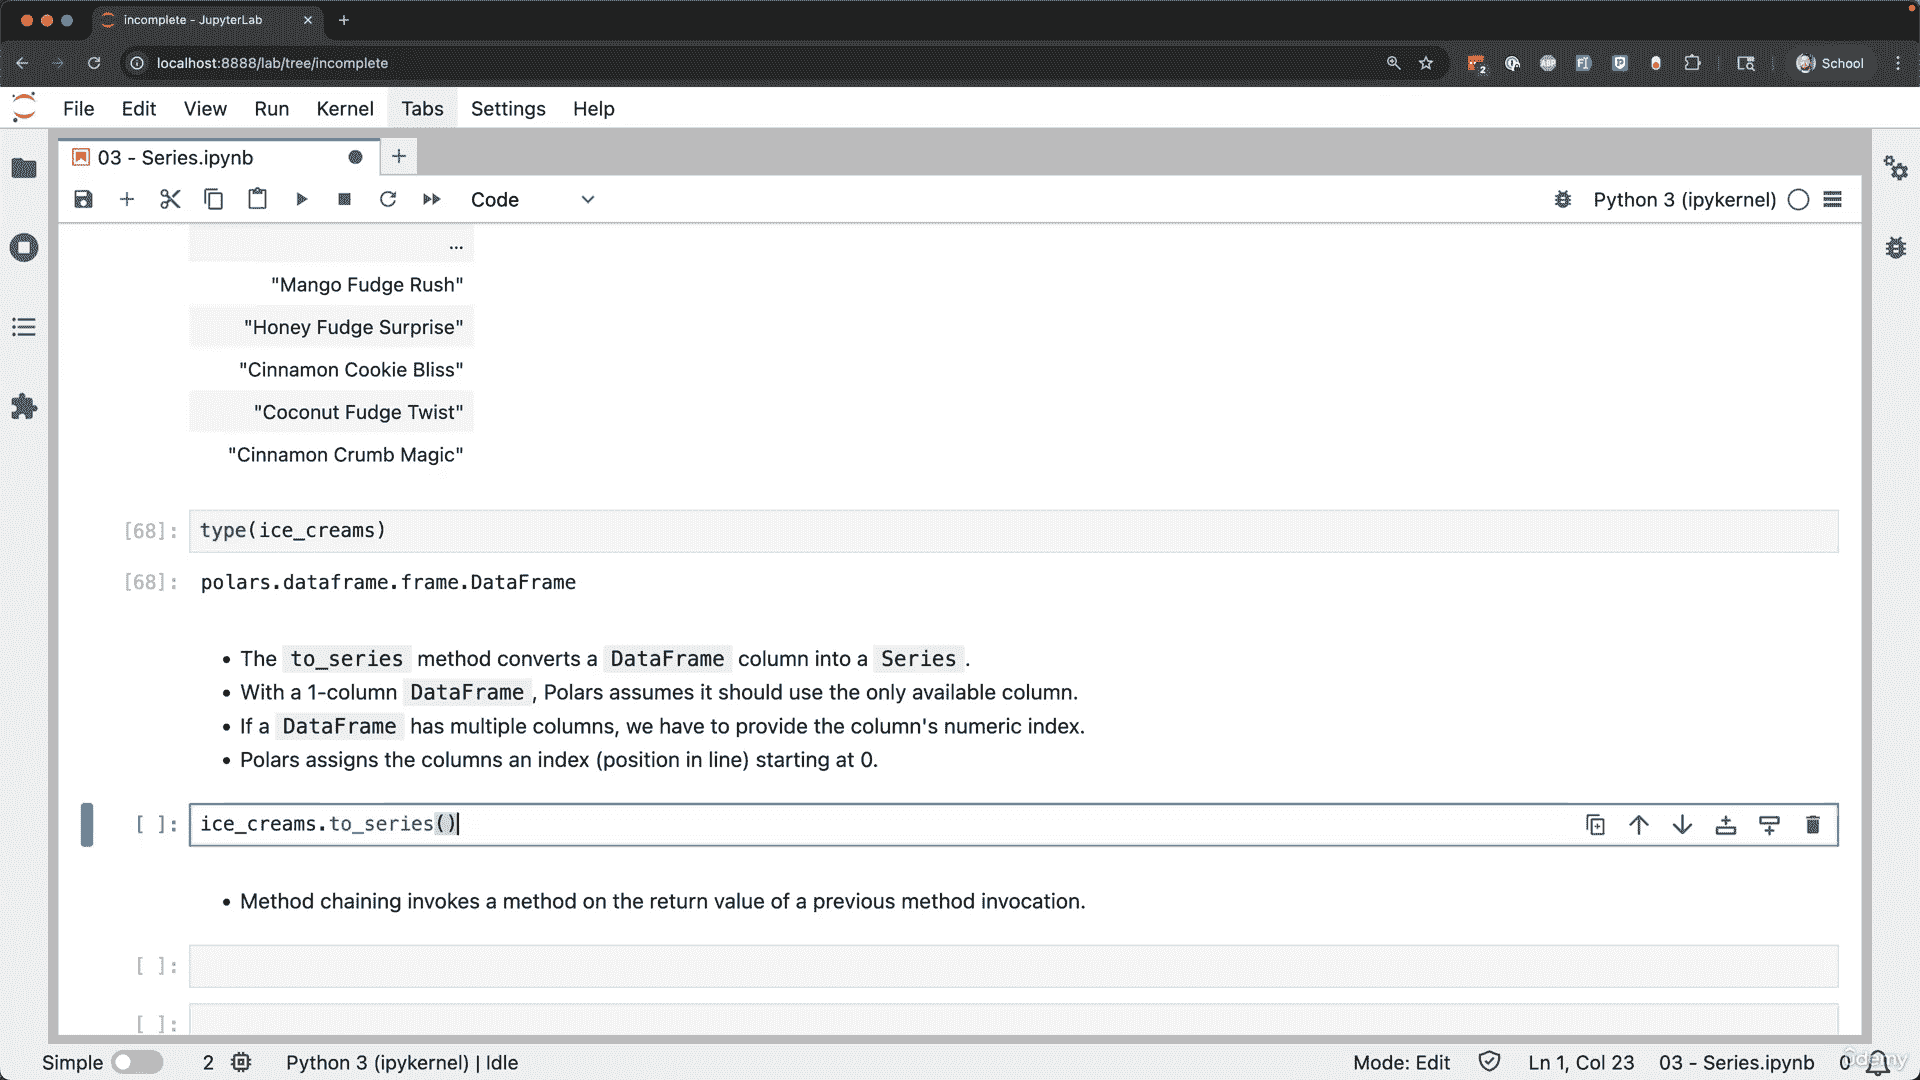 incomplete - JupyterLab
localhost:8888/lab/tree/incomplete
2
ABP
School
File Edit View Run Kernel Tabs Settings Help
03 - Series.ipynb
Code
Python 3 (ipykernel)
...
"Mango Fudge Rush"
"Honey Fudge Surprise"
"Cinnamon Cookie Bliss"
"Coconut Fudge Twist"
"Cinnamon Crumb Magic"
[68]: type(ice_creams)
[68]: polars.dataframe.frame.DataFrame
• The to_series method converts a DataFrame column into a Series .
• With a 1-column DataFrame , Polars assumes it should use the only available column.
• If a DataFrame has multiple columns, we have to provide the column's numeric index.
• Polars assigns the columns an index (position in line) starting at 0.
[ ]: ice_creams.to_series()
• Method chaining invokes a method on the return value of a previous method invocation.
[ ]:
[ ]:
Simple 2 Python 3 (ipykernel) | Idle Mode: Edit Ln 1, Col 23 03 - Series.ipynb 0
udemy